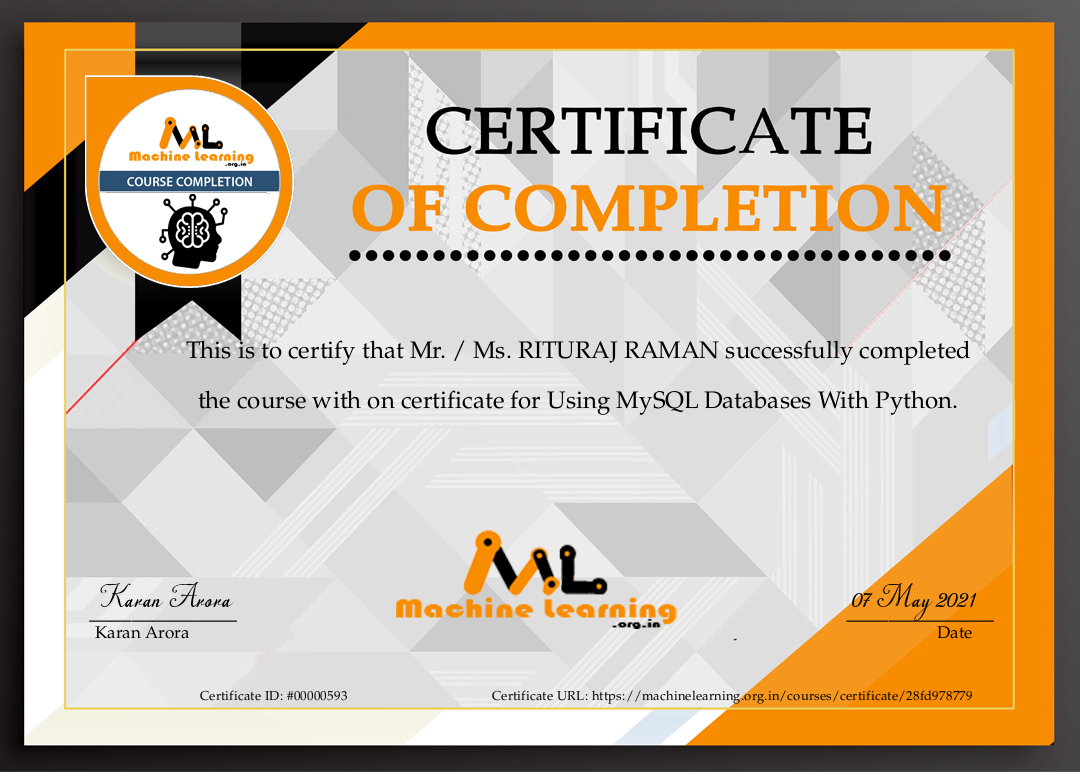 ML
Machine Learning
.org.in
COURSE COMPLETION
CERTIFICATE
OF COMPLETION
This is to certify that Mr. / Ms. RITURAJ RAMAN successfully completed
the course with on certificate for Using MySQL Databases With Python.
ML
Machine Learning
.org.in
Karan Arora
Karan Arora
07 May 2021
Date
Certificate ID: #00000593
Certificate URL: https://machinelearning.org.in/courses/certificate/28fd978779